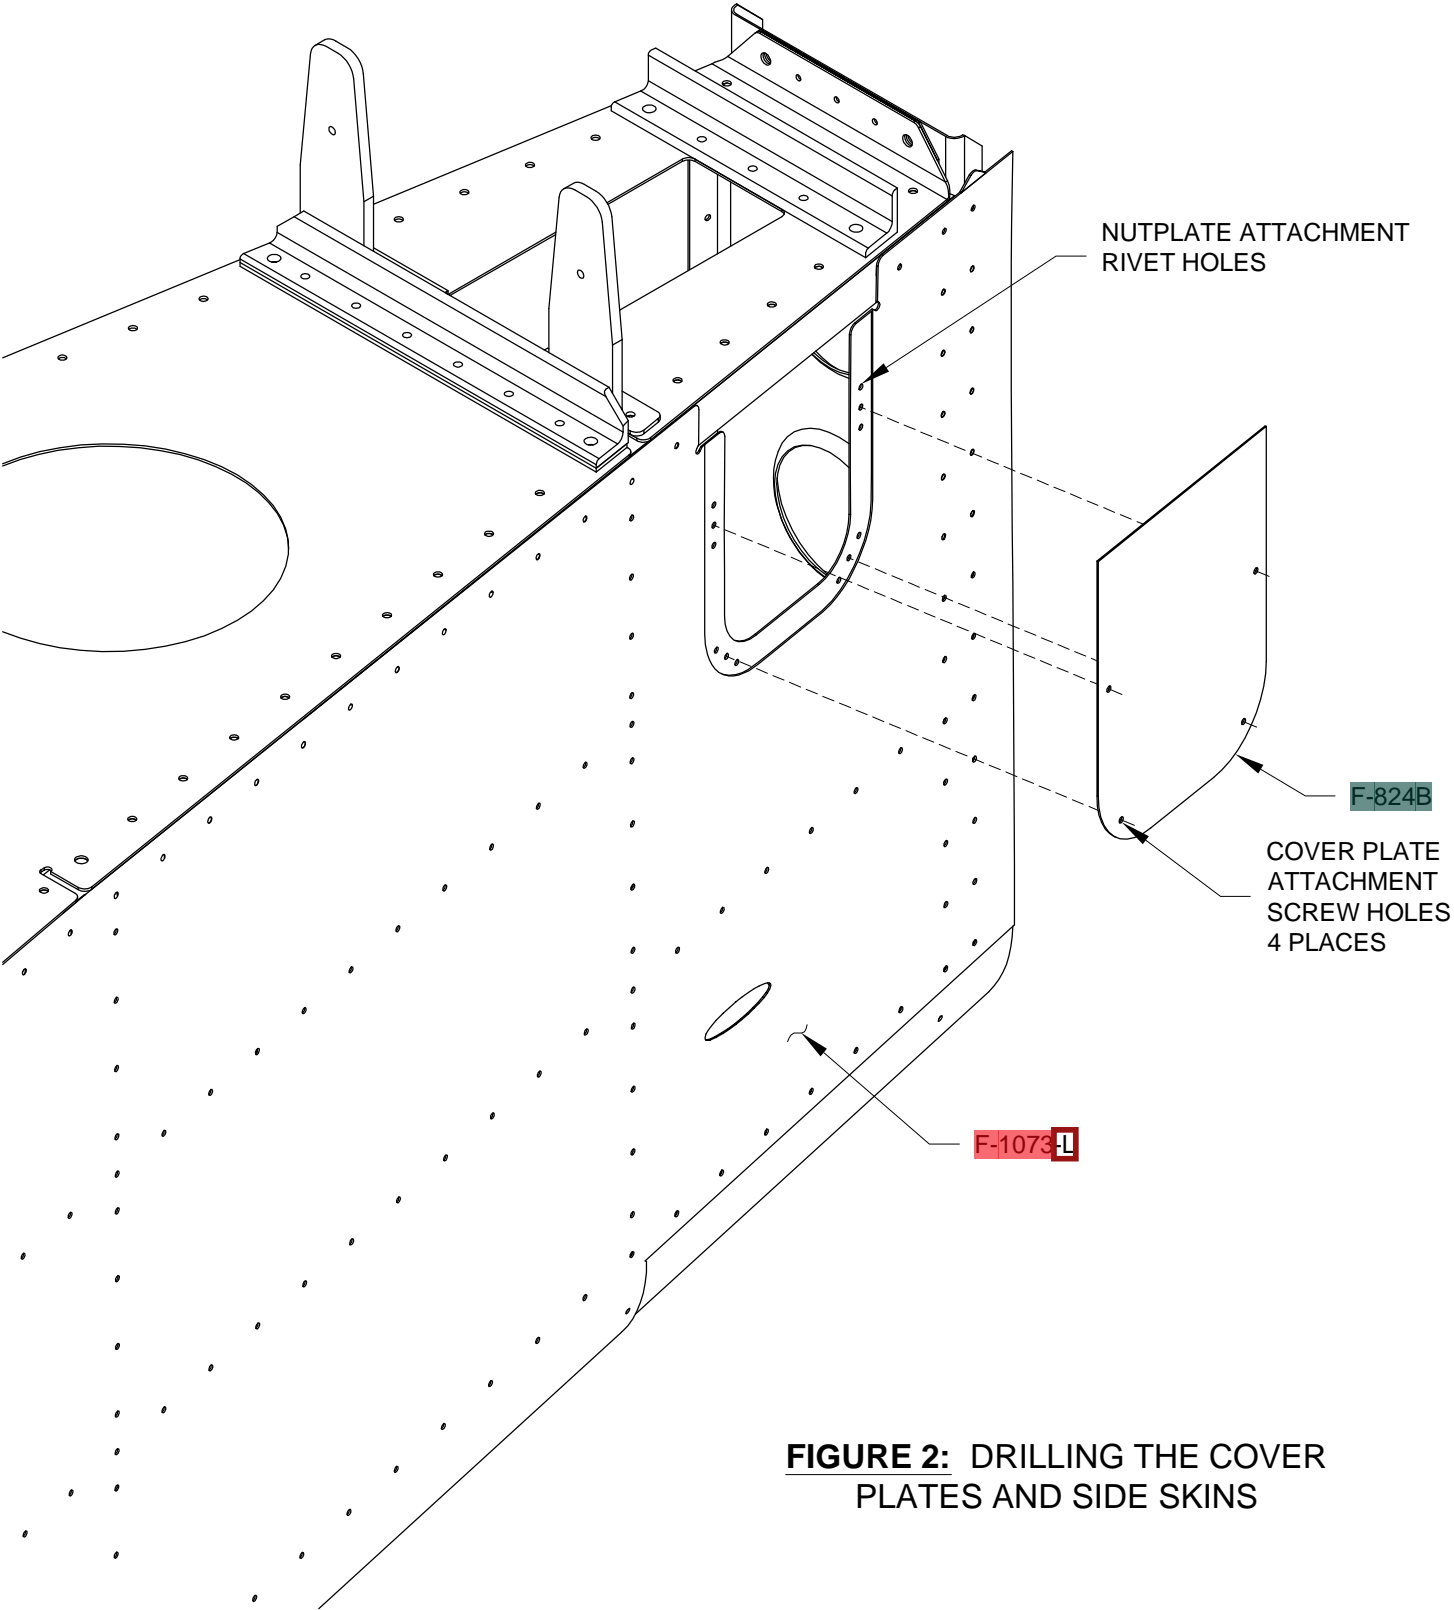 NUTPLATE ATTACHMENT
RIVET HOLES
F-824B
COVER PLATE
ATTACHMENT
SCREW HOLES
4 PLACES
F-1073-L
FIGURE 2: DRILLING THE COVER
PLATES AND SIDE SKINS